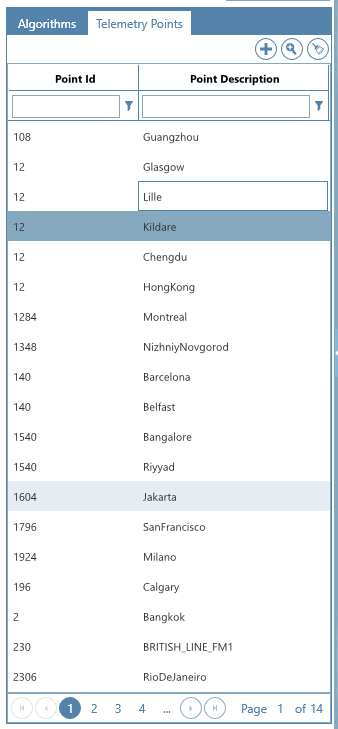 Algorithms Telemetry Points
Point Id Point Description
108 Guangzhou
12 Glasgow
12 Lille
12 Kildare
12 Chengdu
12 HongKong
1284 Montreal
1348 NizhniyNovgorod
140 Barcelona
140 Belfast
1540 Bangalore
1540 Riyyad
1604 Jakarta
1796 SanFrancisco
1924 Milano
196 Calgary
2 Bangkok
230 BRITISH_LINE_FM1
2306 RioDeJaneiro
1 2 3 4 ... Page 1 of 14